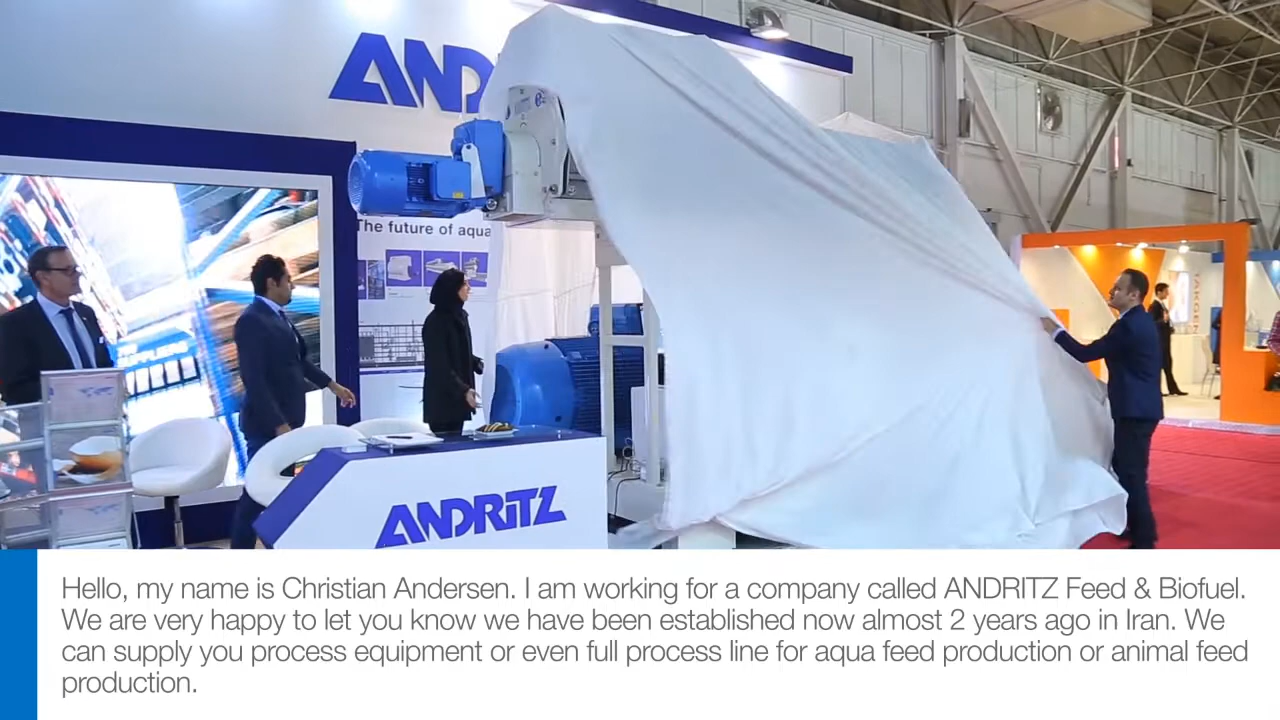 AND
The future of aqua
ANDRITZ
Hello, my name is Christian Andersen. I am working for a company called ANDRITZ Feed & Biofuel.
We are very happy to let you know we have been established now almost 2 years ago in Iran. We
can supply you process equipment or even full process line for aqua feed production or animal feed
production.